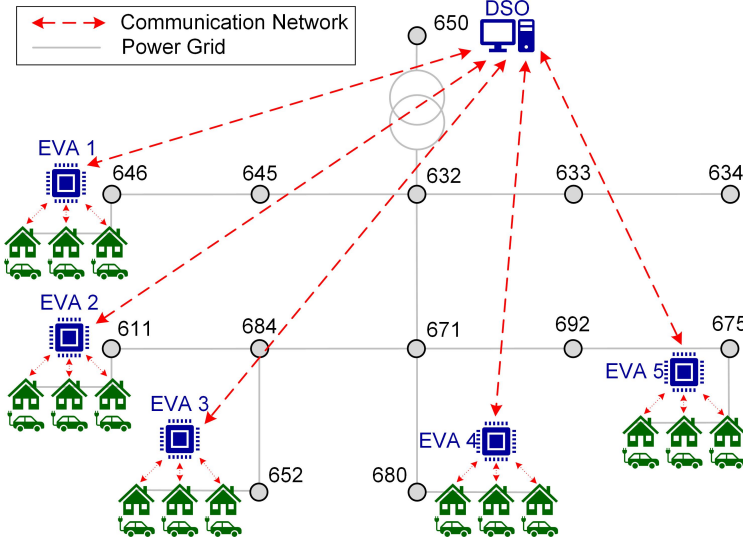 Communication Network
Power Grid
650
DSO
EVA 1
646
645
632
633
634
EVA 2
611
684
671
692
675
EVA 5
EVA 3
EVA 4
652
680